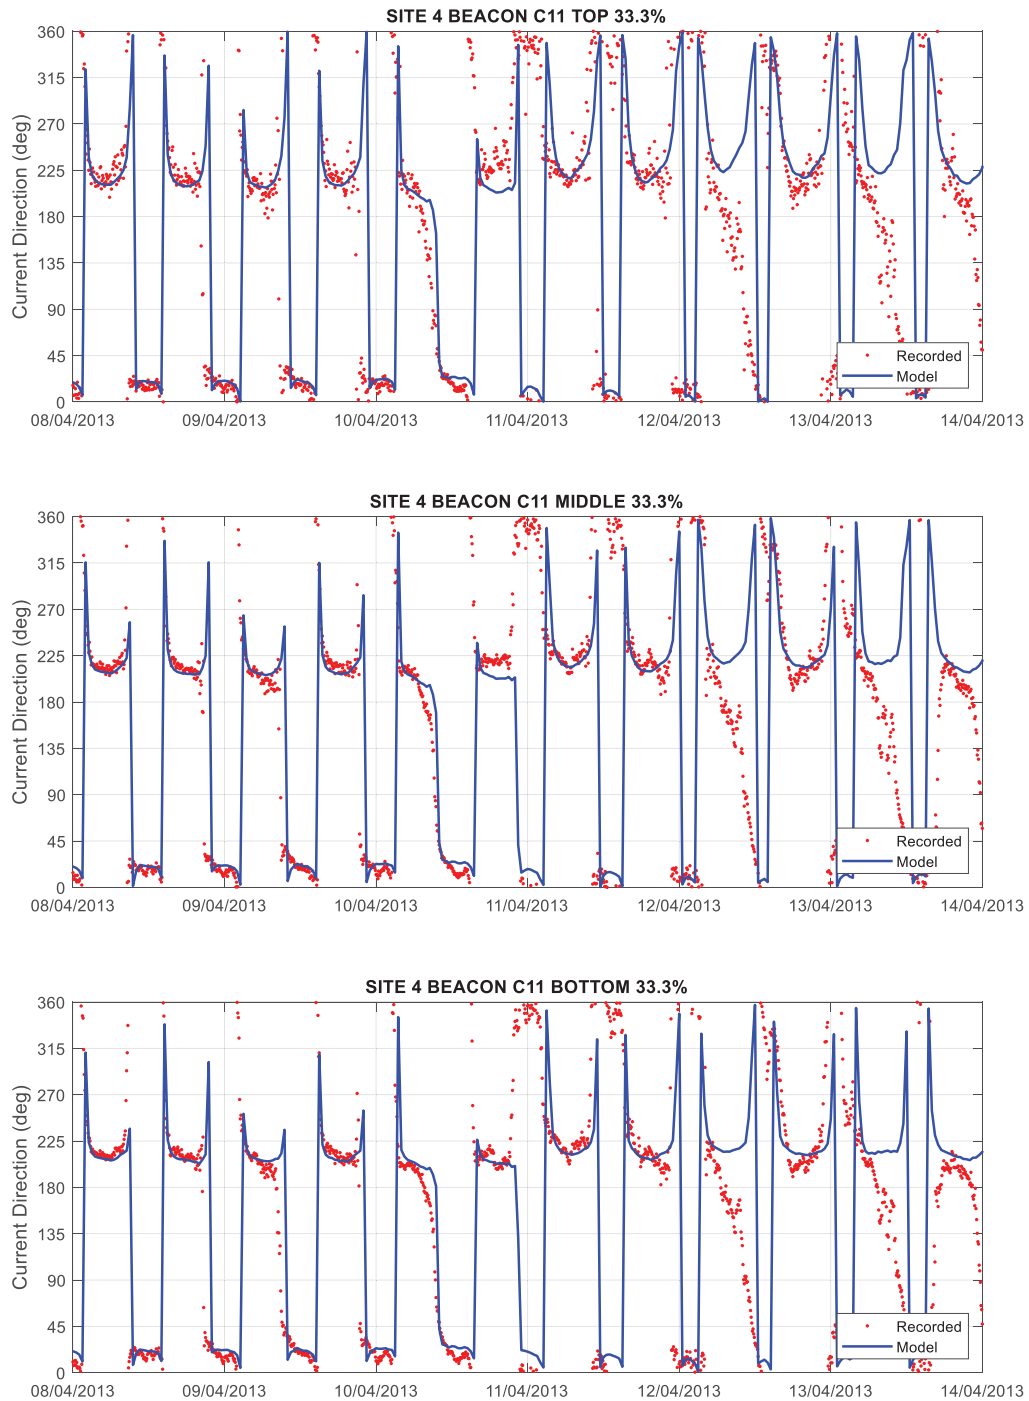 SITE 4 BEACON C11 TOP 33.3%
Current Direction (deg)
360
315
270
225
180
135
90
45
0
Recorded
Model
08/04/2013 09/04/2013 10/04/2013 11/04/2013 12/04/2013 13/04/2013 14/04/2013
SITE 4 BEACON C11 MIDDLE 33.3%
Current Direction (deg)
360
315
270
225
180
135
90
45
0
Recorded
Model
08/04/2013 09/04/2013 10/04/2013 11/04/2013 12/04/2013 13/04/2013 14/04/2013
SITE 4 BEACON C11 BOTTOM 33.3%
Current Direction (deg)
360
315
270
225
180
135
90
45
0
Recorded
Model
08/04/2013 09/04/2013 10/04/2013 11/04/2013 12/04/2013 13/04/2013 14/04/2013